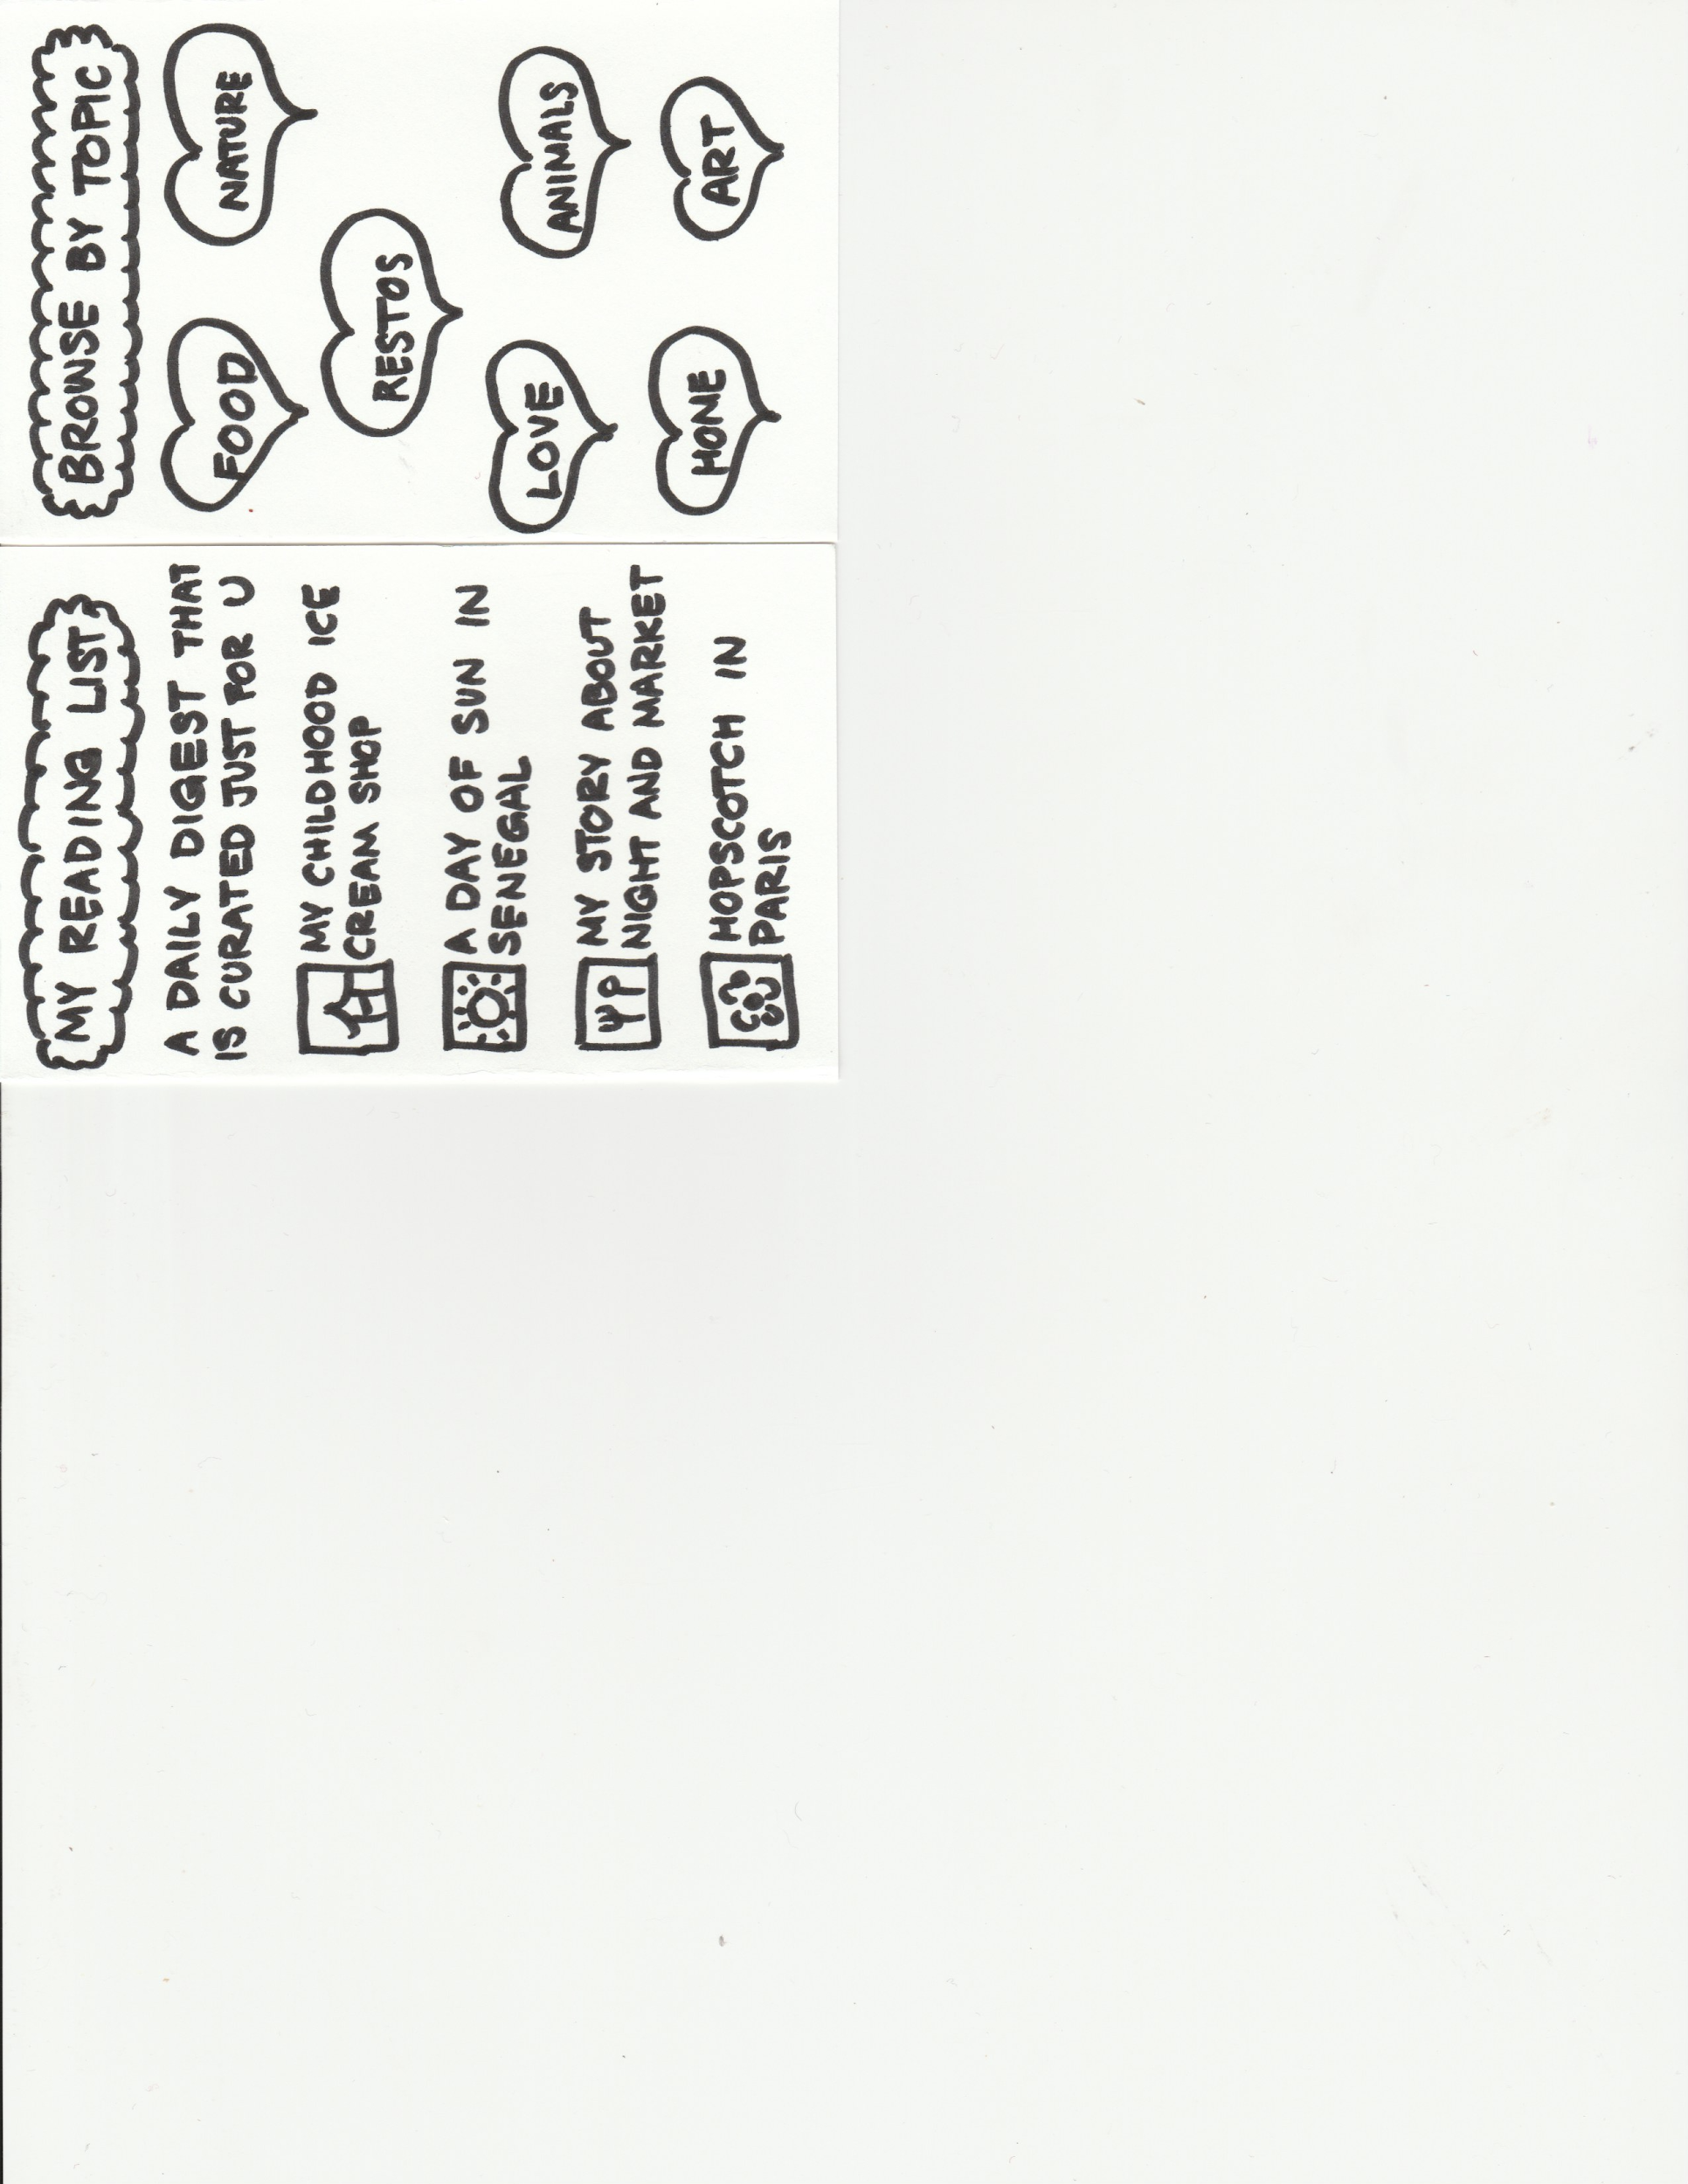 MY READING LIST
A DAILY DIGEST THAT
IS CURATED JUST FOR U
MY CHILDHOOD ICE
CREAM SHOP
A DAY OF SUN IN
SENEGAL
MY STORY ABOUT
NIGHT AND MARKET
HOPSCOTCH IN
PARIS
BROWSE BY TOPIC
FOOD
NATURE
RESTOS
LOVE
ANIMALS
HOME
ART